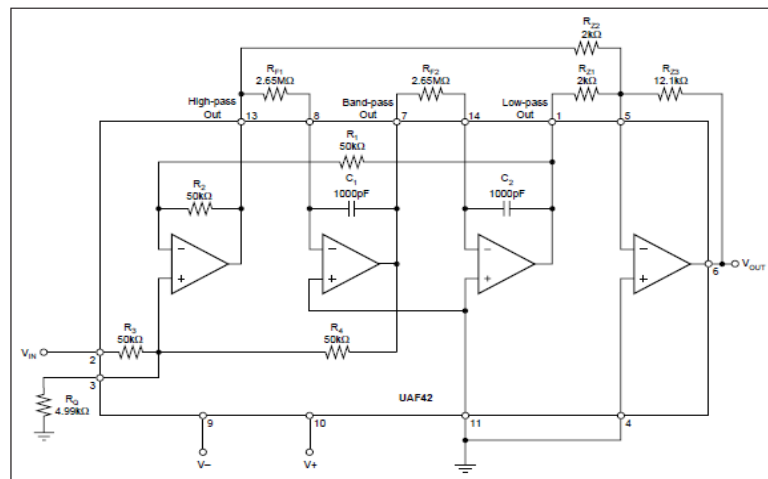 RZ2
2kΩ
RF1
2.65MΩ
RF2
2.65MΩ
RZ1
2kΩ
RZ3
12.1kΩ
High-pass
Out
Band-pass
Out
Low-pass
Out
13
8
7
14
1
5
R1
50kΩ
R2
50kΩ
C1
1000pF
C2
1000pF
−
+
−
+
−
+
−
+
6
VOUT
R3
50kΩ
R4
50kΩ
VIN
2
3
RQ
4.99kΩ
UAF42
9
10
11
4
V−
V+